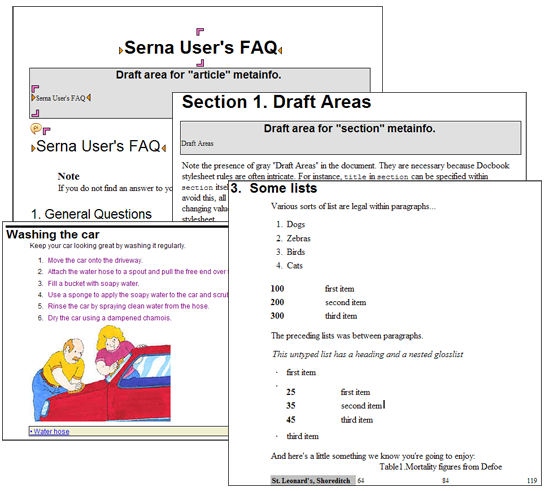 Serna User's FAQ
Draft area for "article" metainfo.
Serna User's FAQ
Serna User's FAQ
Note
If you do not find an answer to yo
1. General Questions
Section 1. Draft Areas
Draft area for "section" metainfo.
Draft Areas
Note the presence of gray "Draft Areas" in the document. They are necessary because Docbook
stylesheet rules are often intricate. For instance, title in section can be specified within
section itse
avoid this, all
changing value
stylesheet
Washing the car
Keep your car looking great by washing it regularly.
1. Move the car onto the driveway.
2. Attach the water hose to a spout and pull the free end over
3. Fill a bucket with soapy water.
4. Use a sponge to apply the soapy water to the car and scrub
5. Rinse the car by spraying clean water from the hose.
6. Dry the car using a dampened chamois.
• Water hose
3. Some lists
Various sorts of list are legal within paragraphs...
1. Dogs
2. Zebras
3. Birds
4. Cats
100 first item
200 second item
300 third item
The preceding lists was between paragraphs.
This untyped list has a heading and a nested glosslist
· first item
·
25 first item
35 second item
45 third item
· third item
And here's a little something we know you're going to enjoy:
Table1.Mortality figures from Defoe
St. Leonard's, Shoreditch 64 84 119